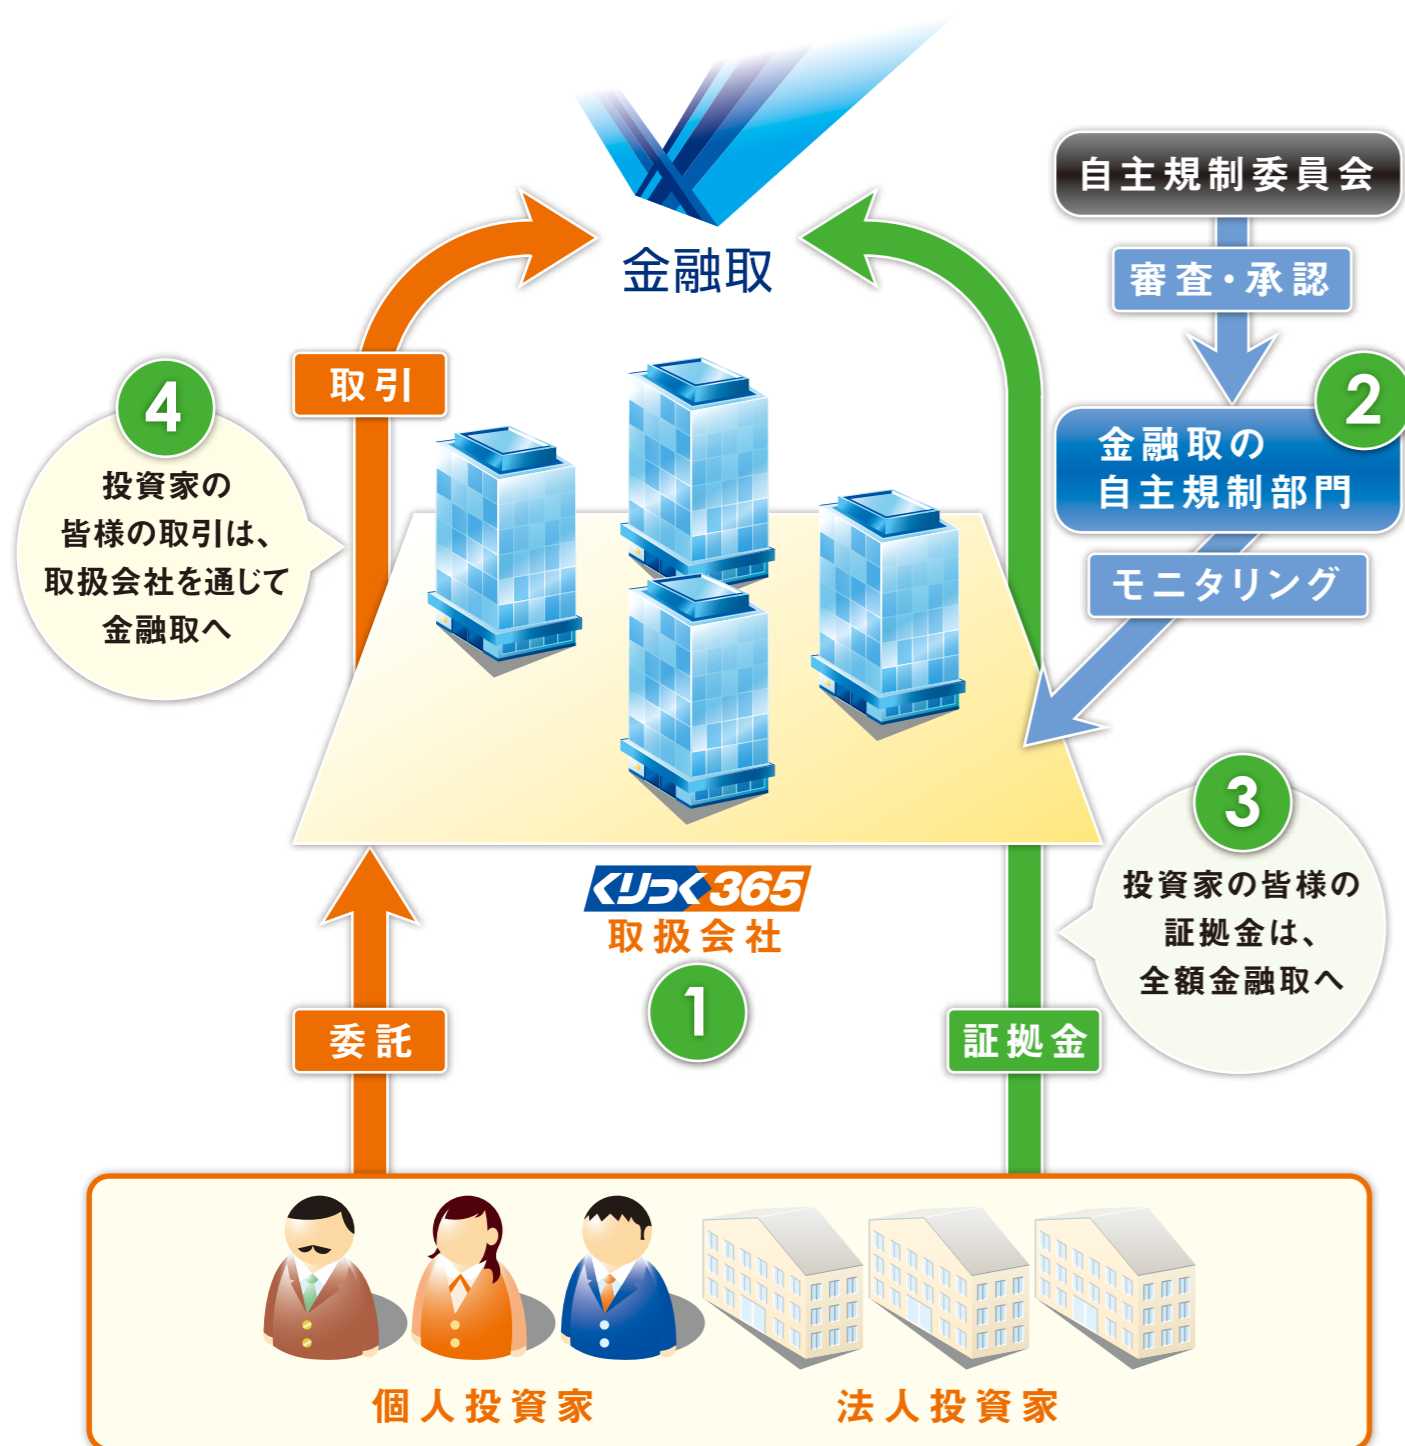 金融取
自主規制委員会
審査・承認
2
金融取の
自主規制部門
モニタリング
取引
4
投資家の
皆様の取引は、
取扱会社を通じて
金融取へ
3
投資家の皆様の
証拠金は、
全額金融取へ
くりっく365
取扱会社
1
委託
証拠金
個人投資家
法人投資家